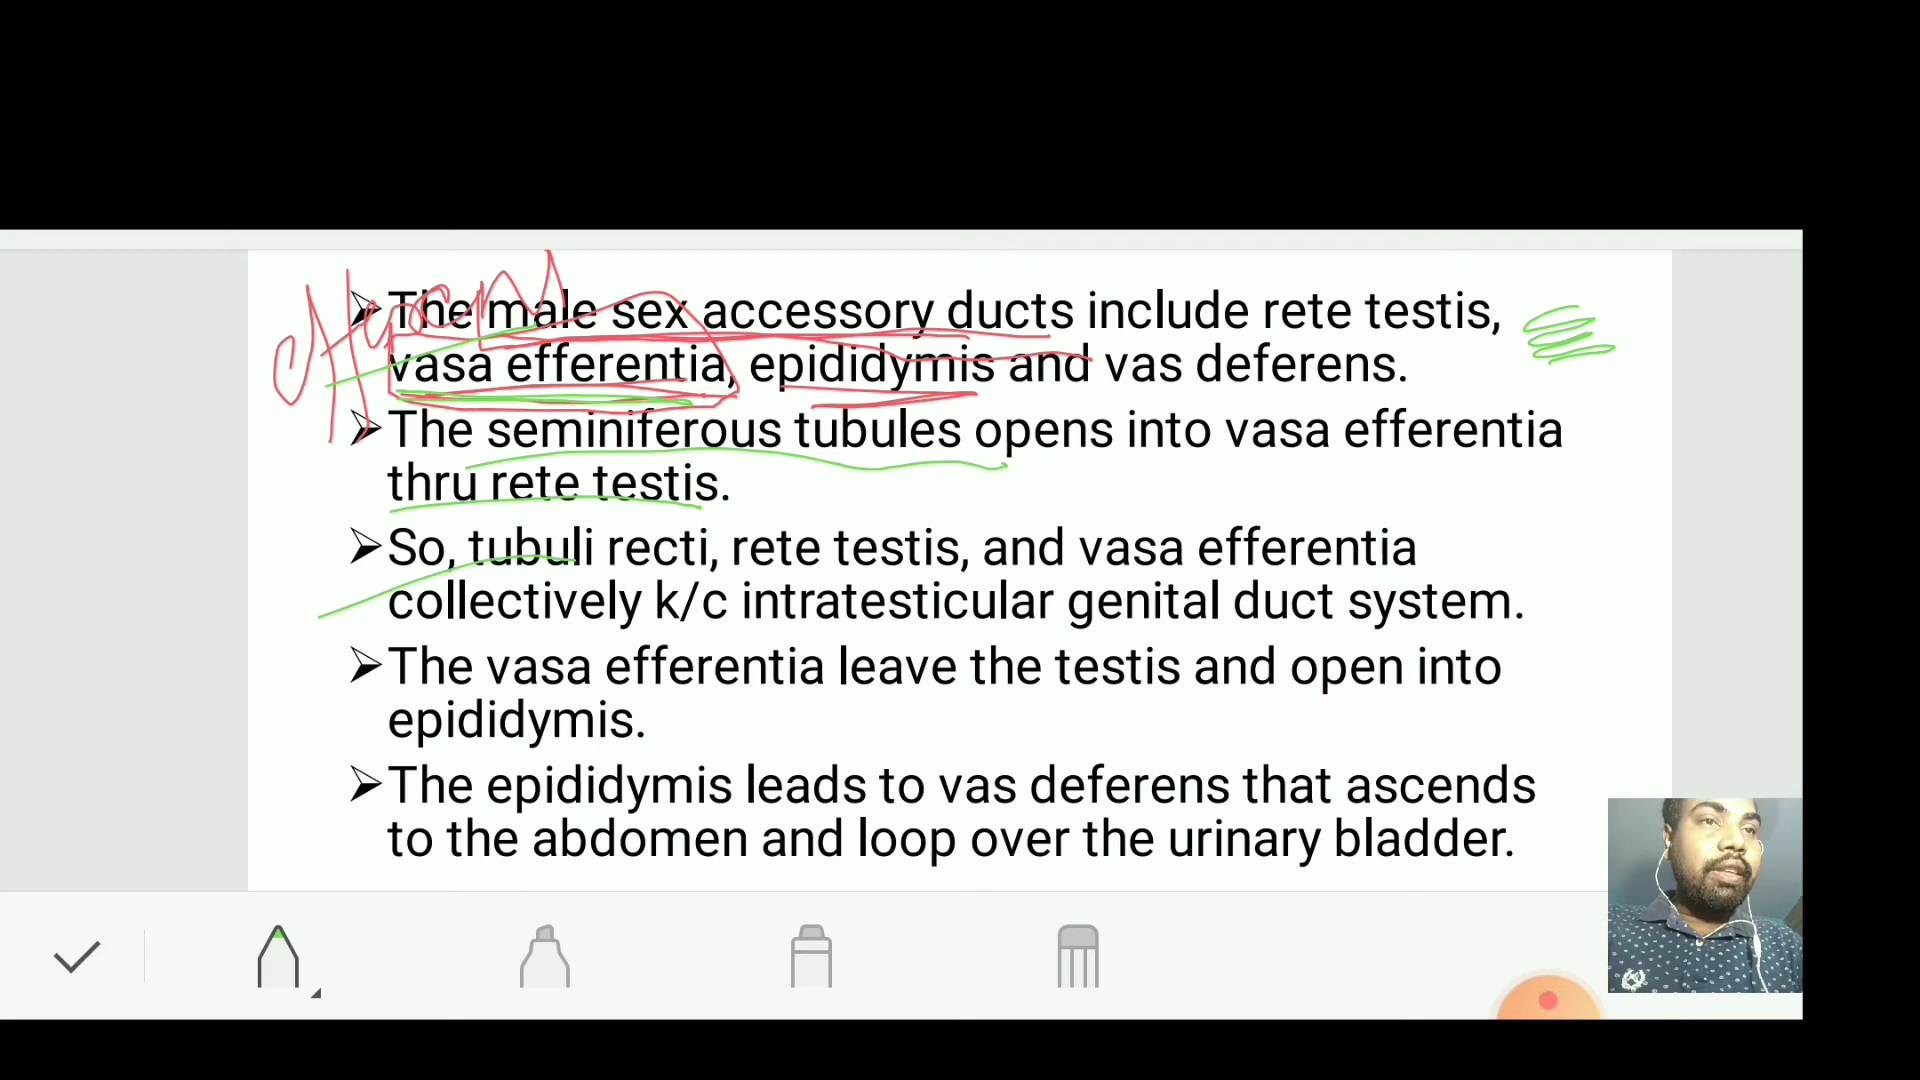 efferens
➢The male sex accessory ducts include rete testis,
vasa efferentia, epididymis and vas deferens.
➢The seminiferous tubules opens into vasa efferentia
thru rete testis.
➢So, tubuli recti, rete testis, and vasa efferentia
collectively k/c intratesticular genital duct system.
➢The vasa efferentia leave the testis and open into
epididymis.
➢The epididymis leads to vas deferens that ascends
to the abdomen and loop over the urinary bladder.